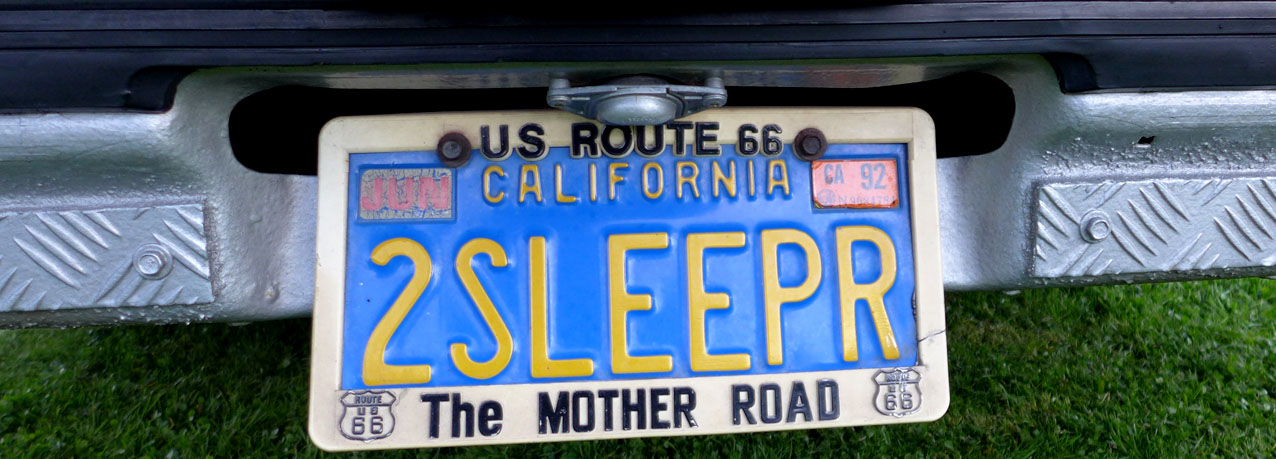 US ROUTE 66
CALIFORNIA
JUN
CA 92
2SLEEPR
The MOTHER ROAD
ROUTE
US
66
ROUTE
US
66